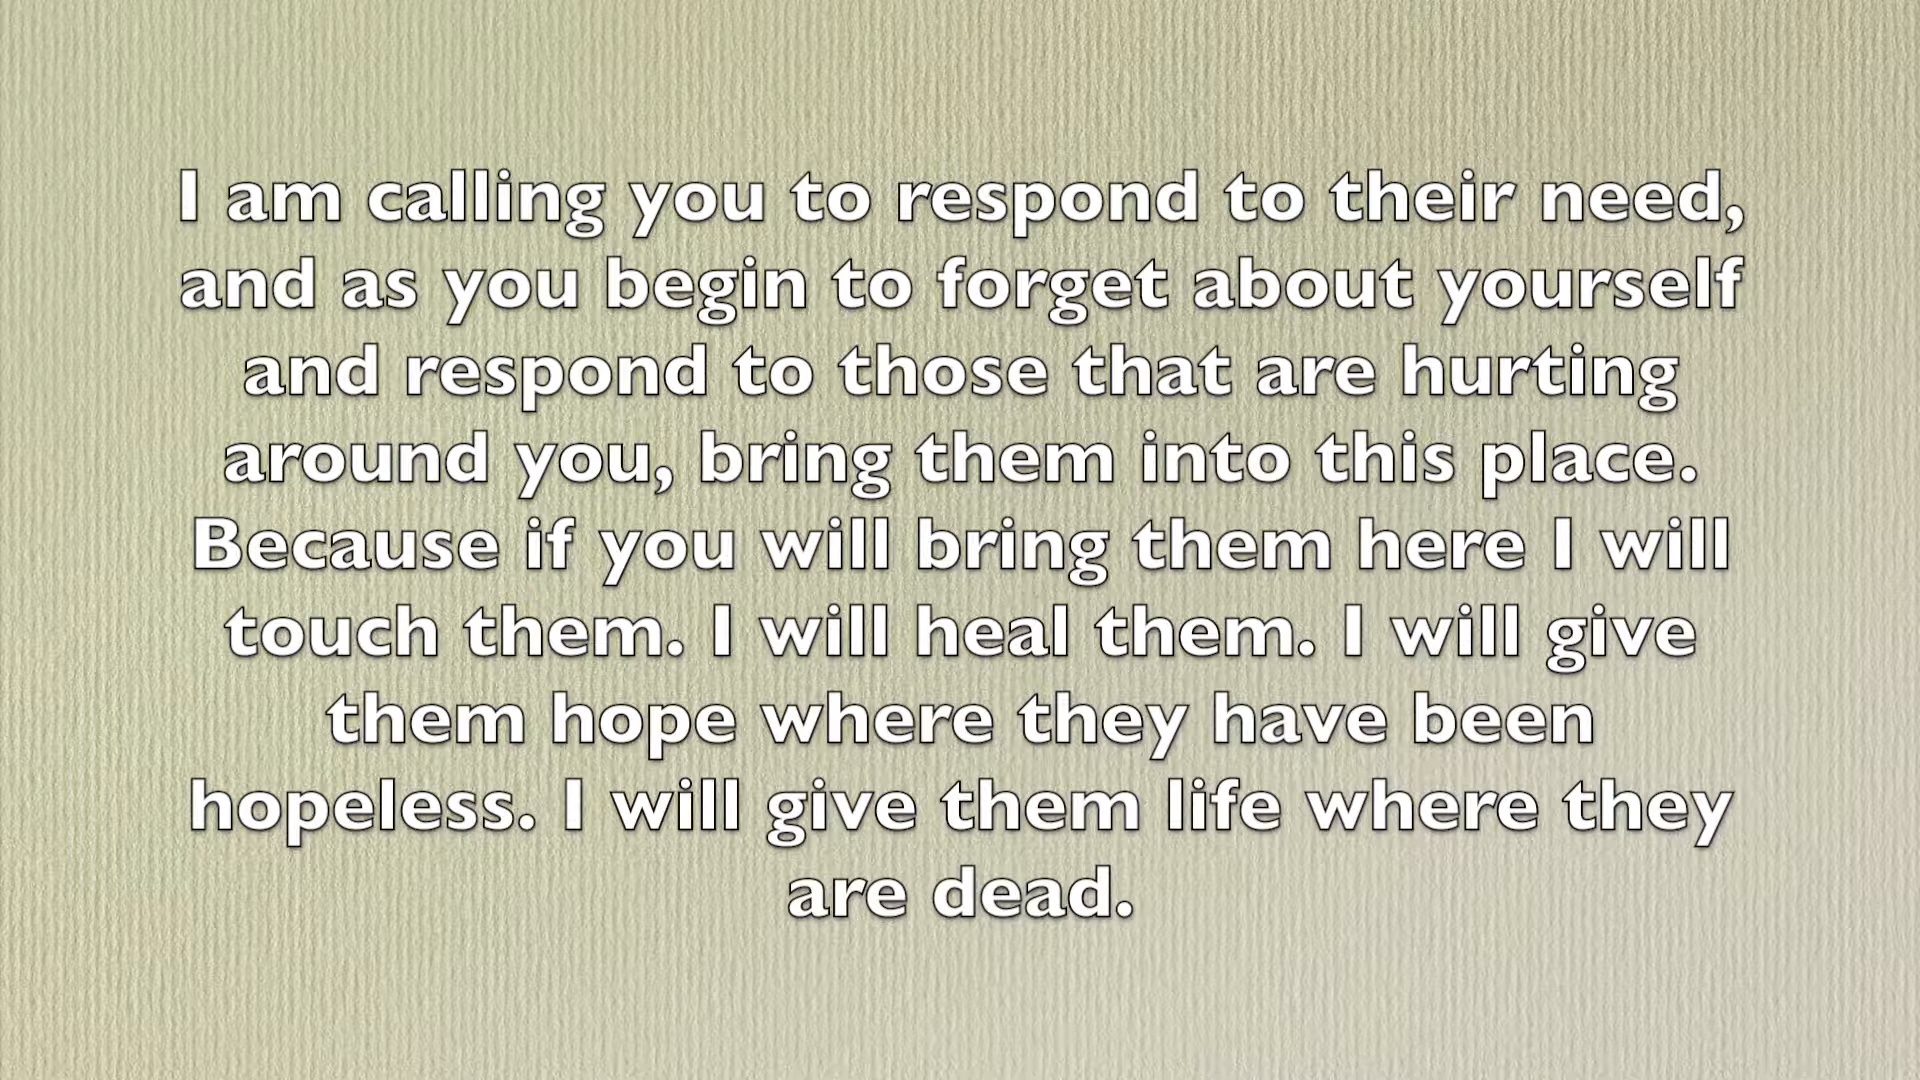 I am calling you to respond to their need,
and as you begin to forget about yourself
and respond to those that are hurting
around you, bring them into this place.
Because if you will bring them here I will
touch them. I will heal them. I will give
them hope where they have been
hopeless. I will give them life where they
are dead.